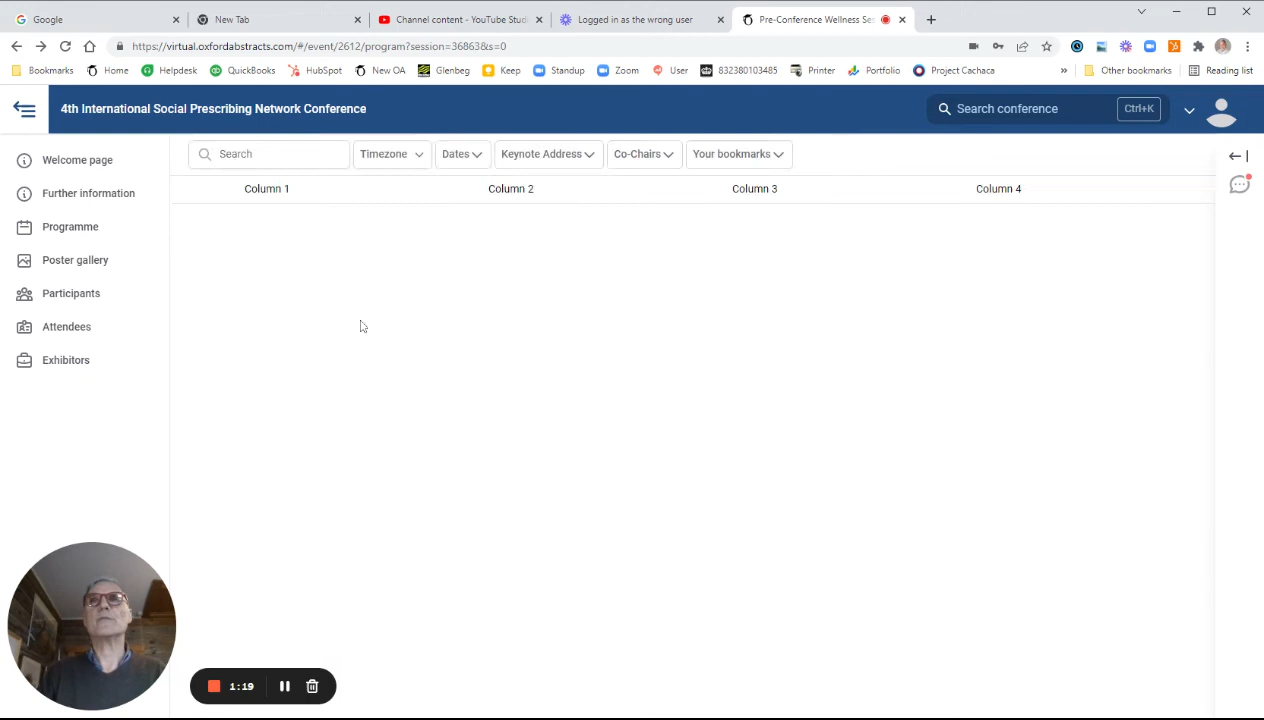 Google
New Tab
Channel content - YouTube Studi
Logged in as the wrong user
Pre-Conference Wellness Ses
https://virtual.oxfordabstracts.com/#/event/2612/program?session=36863&s=0
Bookmarks
Home
Helpdesk
QuickBooks
HubSpot
New OA
Glenbeg
Keep
Standup
Zoom
User
832380103485
Printer
Portfolio
Project Cachaca
»
Other bookmarks
Reading list
4th International Social Prescribing Network Conference
Search conference
Ctrl+K
Welcome page
Further information
Programme
Poster gallery
Participants
Attendees
Exhibitors
Search
Timezone
Dates
Keynote Address
Co-Chairs
Your bookmarks
Column 1
Column 2
Column 3
Column 4
1:19